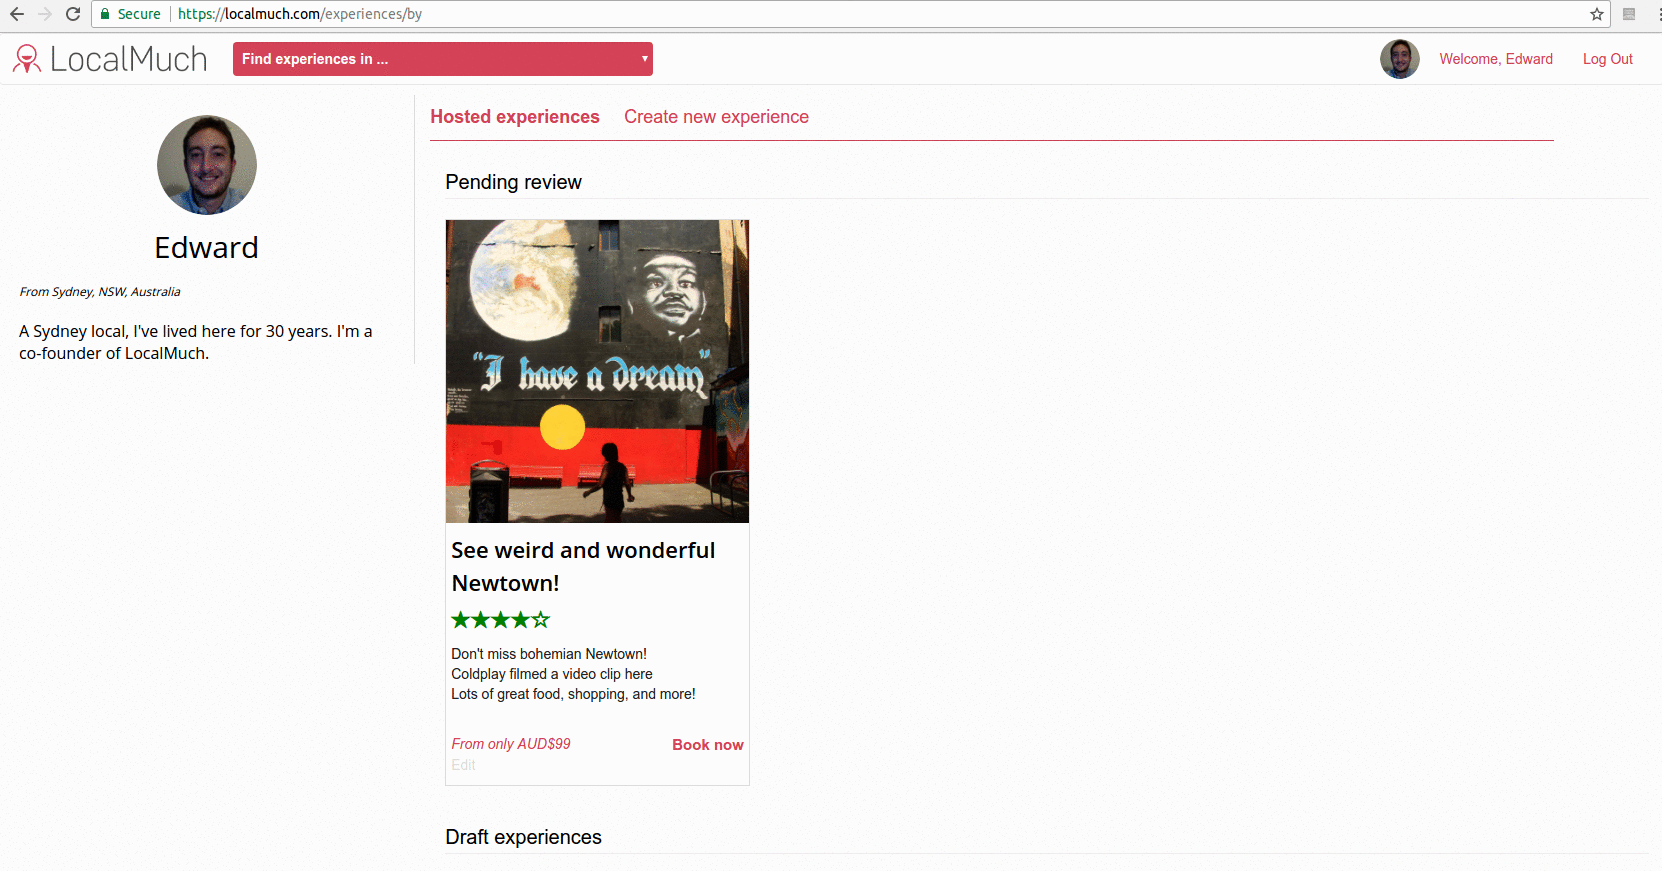 Secure https://localmuch.com/experiences/by
LocalMuch
Find experiences in ...
Welcome, Edward
Log Out
Hosted experiences
Create new experience
Edward
From Sydney, NSW, Australia
A Sydney local, I've lived here for 30 years. I'm a
co-founder of LocalMuch.
Pending review
"I have a dream"
See weird and wonderful
Newtown!
Don't miss bohemian Newtown!
Coldplay filmed a video clip here
Lots of great food, shopping, and more!
From only AUD$99
Book now
Edit
Draft experiences